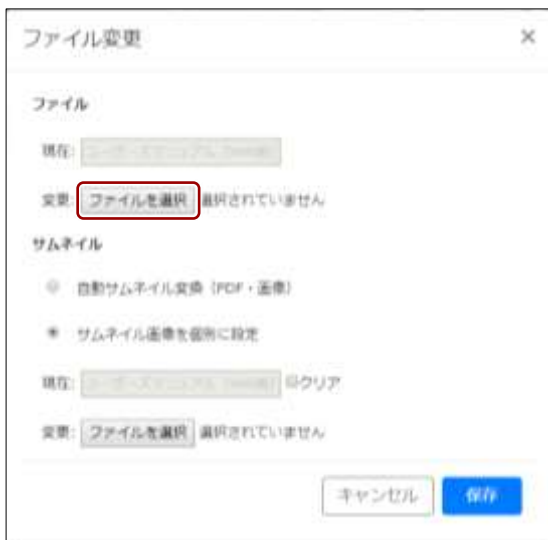 ファイル変更 ×
ファイル
現在:
変更: ファイルを選択 選択されていません
サムネイル
自動サムネイル変換 (PDF・画像)
サムネイル画像を個別に設定
現在: クリア
変更: ファイルを選択 選択されていません
キャンセル 保存